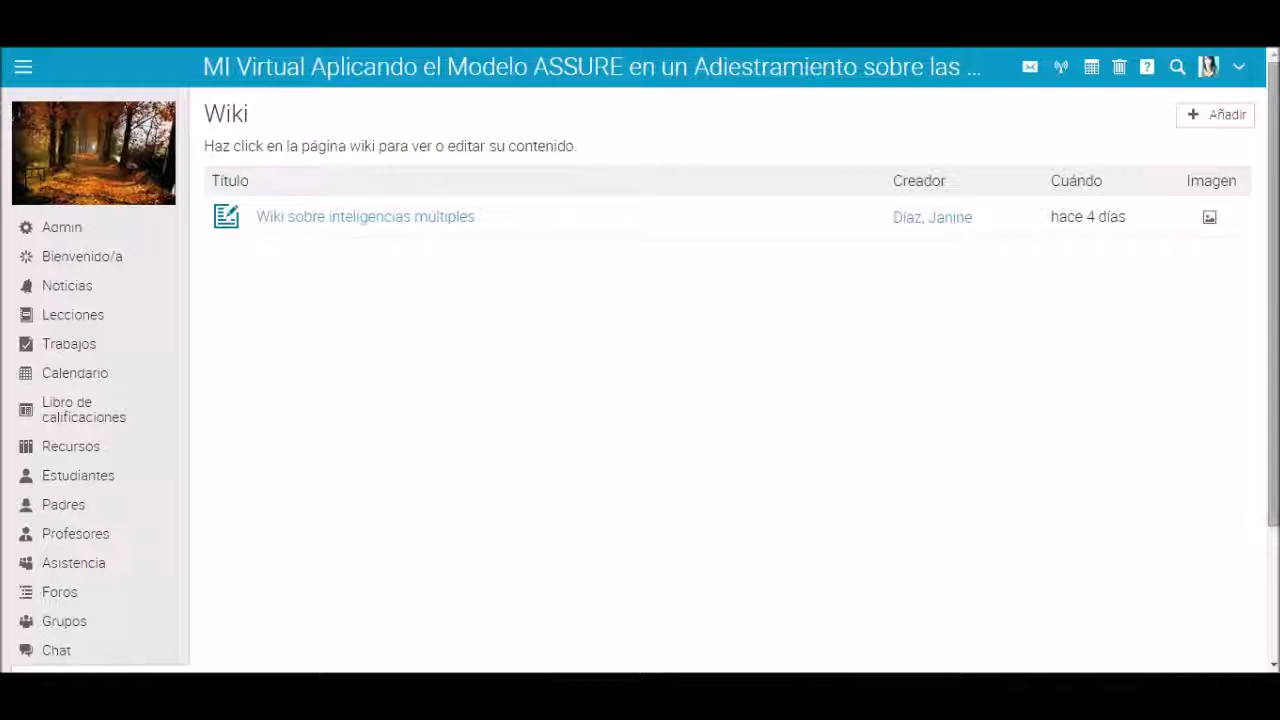 MI Virtual Aplicando el Modelo ASSURE en un Adiestramiento sobre las ...
Wiki
Añadir
Haz click en la página wiki para ver o editar su contenido.
Título Creador Cuándo Imagen
Wiki sobre inteligencias múltiples Díaz, Janine hace 4 días
Admin
Bienvenido/a
Noticias
Lecciones
Trabajos
Calendario
Libro de
calificaciones
Recursos
Estudiantes
Padres
Profesores
Asistencia
Foros
Grupos
Chat